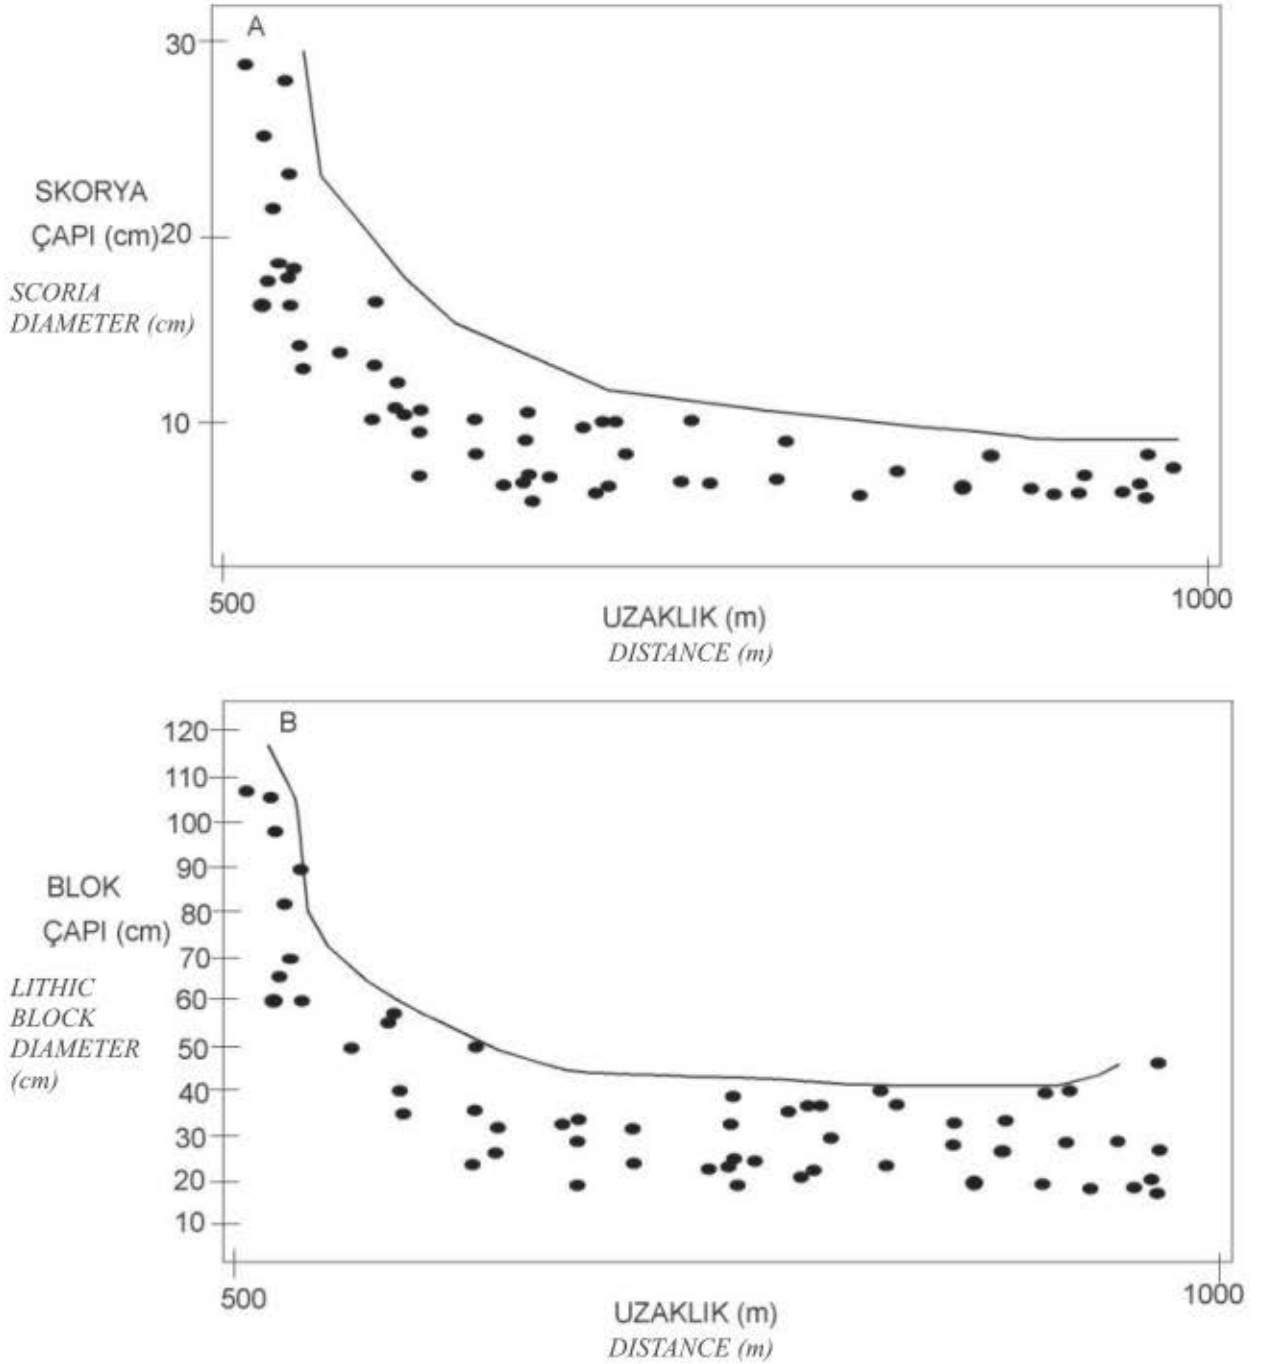 A
30
SKORYA
ÇAPI (cm)
20
SCORIA
DIAMETER (cm)
10
500
1000
UZAKLIK (m)
DISTANCE (m)
B
120
110
100
90
BLOK
80
ÇAPI (cm)
70
LITHIC
60
BLOCK
50
DIAMETER
(cm)
40
30
20
10
500
1000
UZAKLIK (m)
DISTANCE (m)